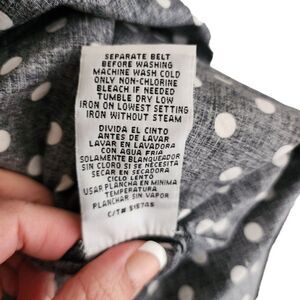 SEPARATE BELT
BEFORE WASHING
MACHINE WASH COLD
ONLY NON-CHLORINE
BLEACH IF NEEDED
TUMBLE DRY LOW
IRON ON LOWEST SETTING
IRON WITHOUT STEAM
DIVIDA EL CINTO
ANTES DE LAVAR
LAVAR EN LAVADORA
CON AGUA FRIA
SOLAMENTE BLANQUEADOR
SIN CLORO SI SE NECESITA
SECAR EN SECADORA
CICLO LENTO
USAR PLANCHA EN MINIMA
TEMPERATURA
PLANCHAR SIN VAPOR
C/T# 515745